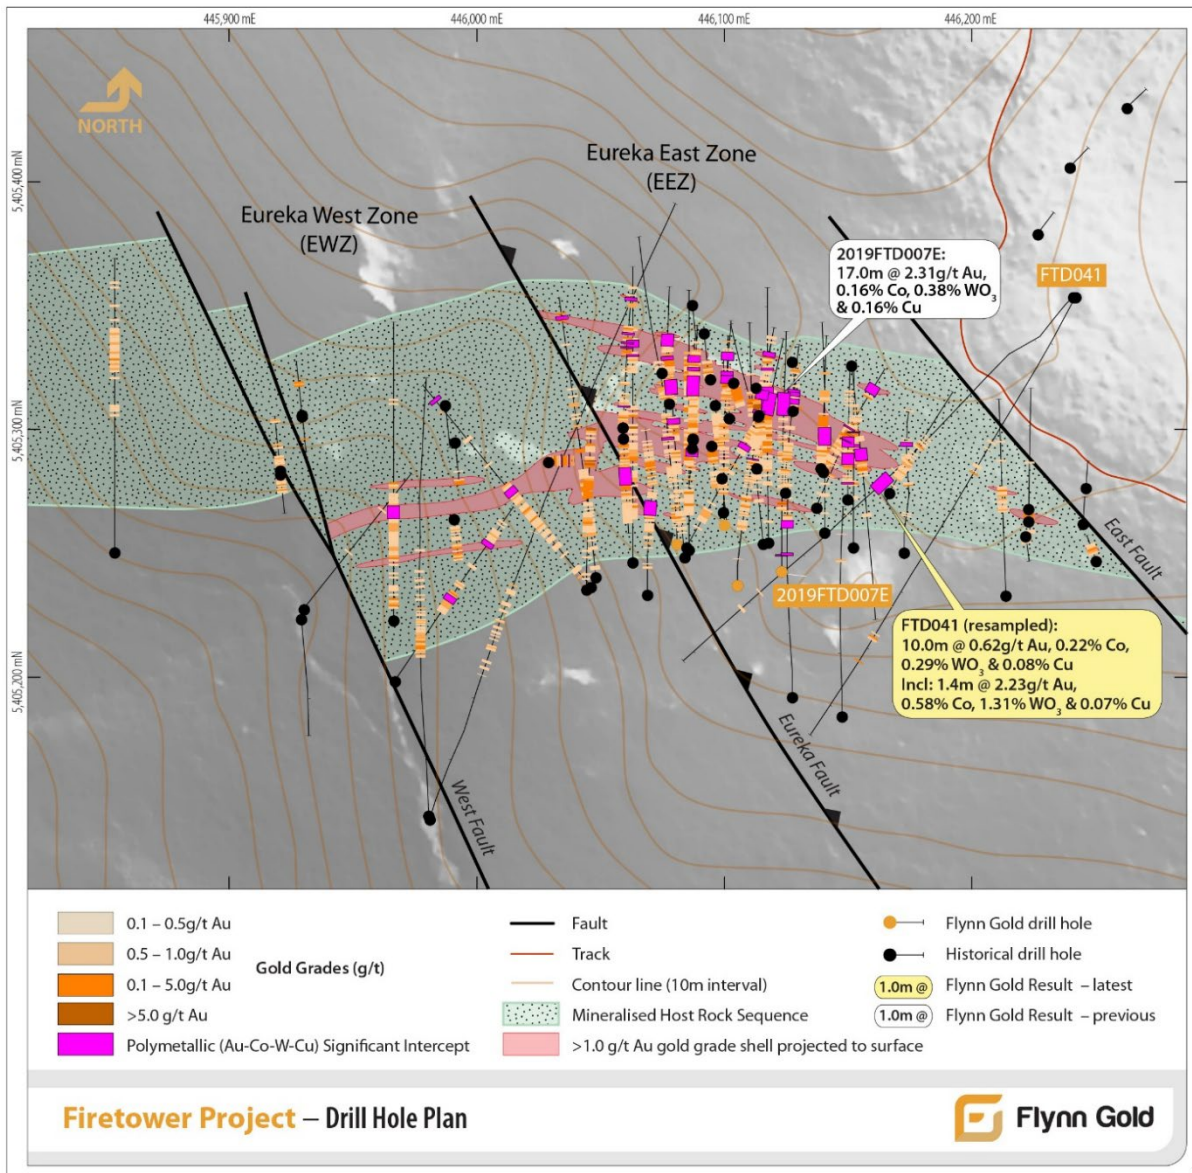 445,900 mE
446,000 mE
446,100 mE
446,200 mE
5,405,400 mN
5,405,300 mN
5,405,200 mN
NORTH
Eureka East Zone
(EEZ)
Eureka West Zone
(EWZ)
2019FTD007E:
17.0m @ 2.31g/t Au,
0.16% Co, 0.38% WO₃
& 0.16% Cu
FTD041
2019FTD007E
East Fault
FTD041 (resampled):
10.0m @ 0.62g/t Au, 0.22% Co,
0.29% WO₃ & 0.08% Cu
Incl: 1.4m @ 2.23g/t Au,
0.58% Co, 1.31% WO₃ & 0.07% Cu
Eureka Fault
West Fault
0.1 – 0.5g/t Au
0.5 – 1.0g/t Au
0.1 – 5.0g/t Au
>5.0 g/t Au
Gold Grades (g/t)
Polymetallic (Au-Co-W-Cu) Significant Intercept
Fault
Track
Contour line (10m interval)
Mineralised Host Rock Sequence
>1.0 g/t Au gold grade shell projected to surface
Flynn Gold drill hole
Historical drill hole
1.0m @ Flynn Gold Result – latest
1.0m @ Flynn Gold Result – previous
Firetower Project – Drill Hole Plan
Flynn Gold